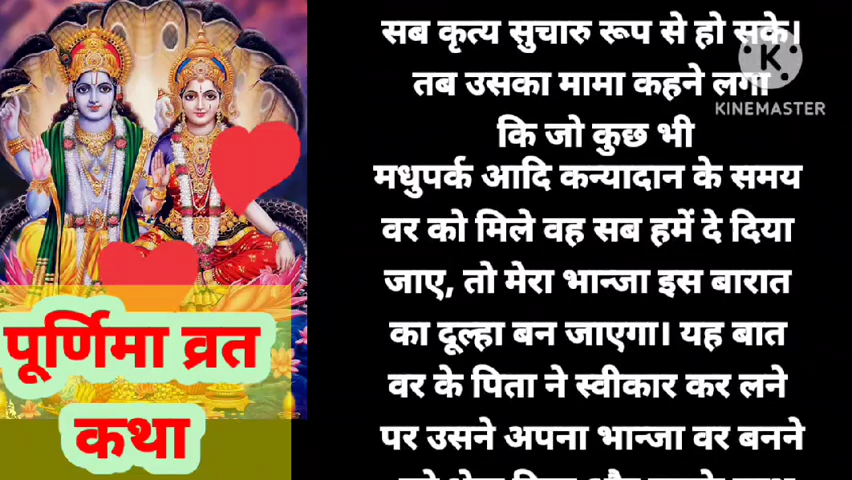 सब कृत्य सुचारु रूप से हो सके।
तब उसका मामा कहने लगा
कि जो कुछ भी
मधुपर्क आदि कन्यादान के समय
वर को मिले वह सब हमें दे दिया
जाए, तो मेरा भान्जा इस बारात
का दूल्हा बन जाएगा। यह बात
वर के पिता ने स्वीकार कर लने
पर उसने अपना भान्जा वर बनने
KINEMASTER
पूर्णिमा व्रत
कथा